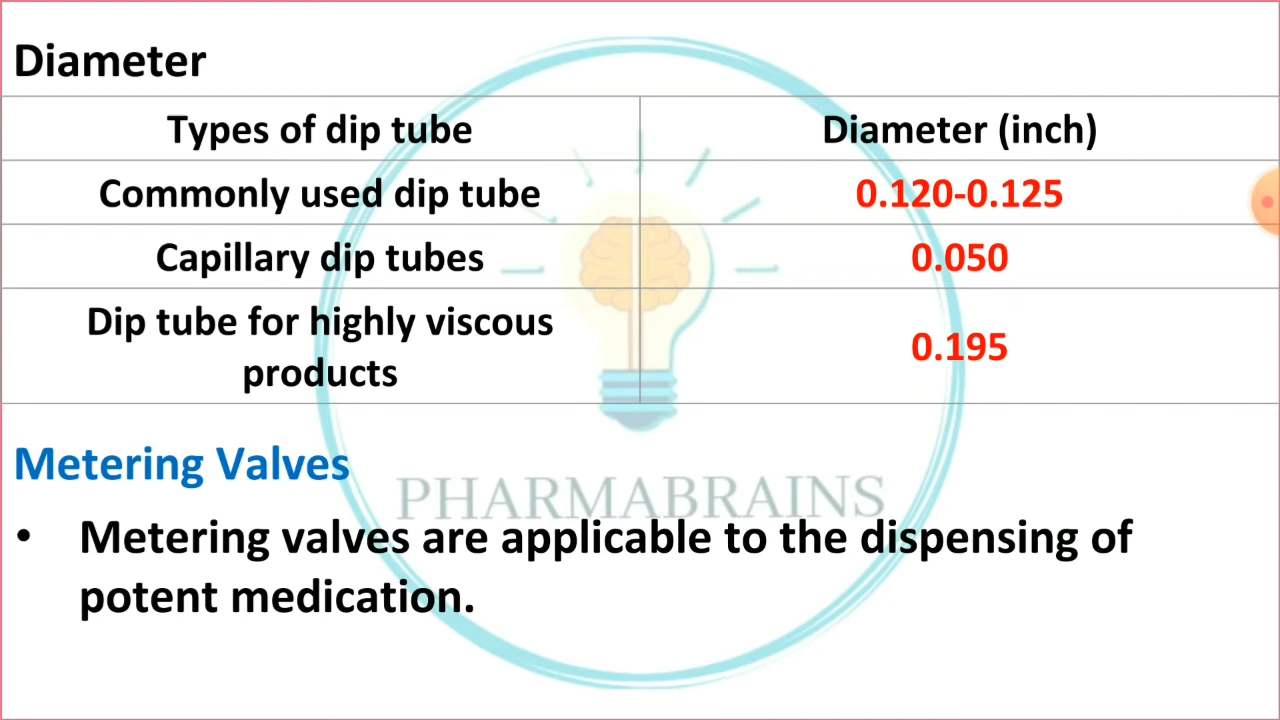 Diameter
Types of dip tube Diameter (inch)
Commonly used dip tube 0.120-0.125
Capillary dip tubes 0.050
Dip tube for highly viscous
products
0.195
Metering Valves
PHARMABRAINS
• Metering valves are applicable to the dispensing of
potent medication.